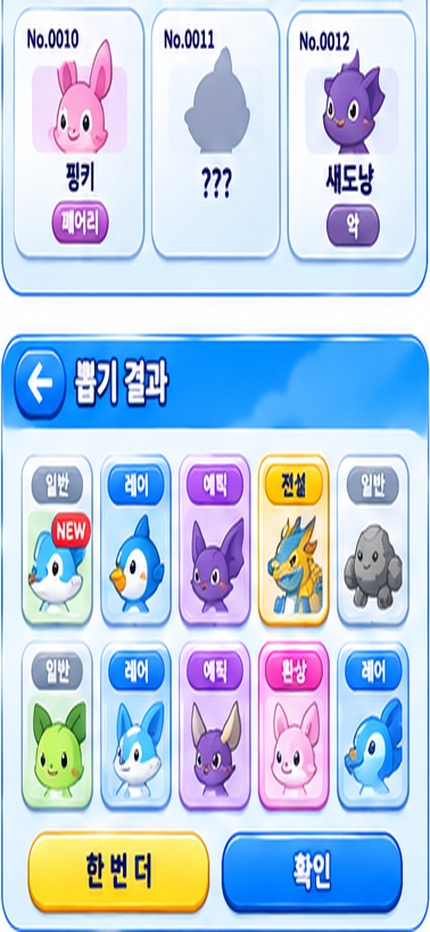 No.0010
No.0011
No.0012
핑키
???
섀도냥
페어리
악
뽑기 결과
일반
레어
에픽
전설
일반
NEW
일반
레어
에픽
환상
레어
한 번 더
확인